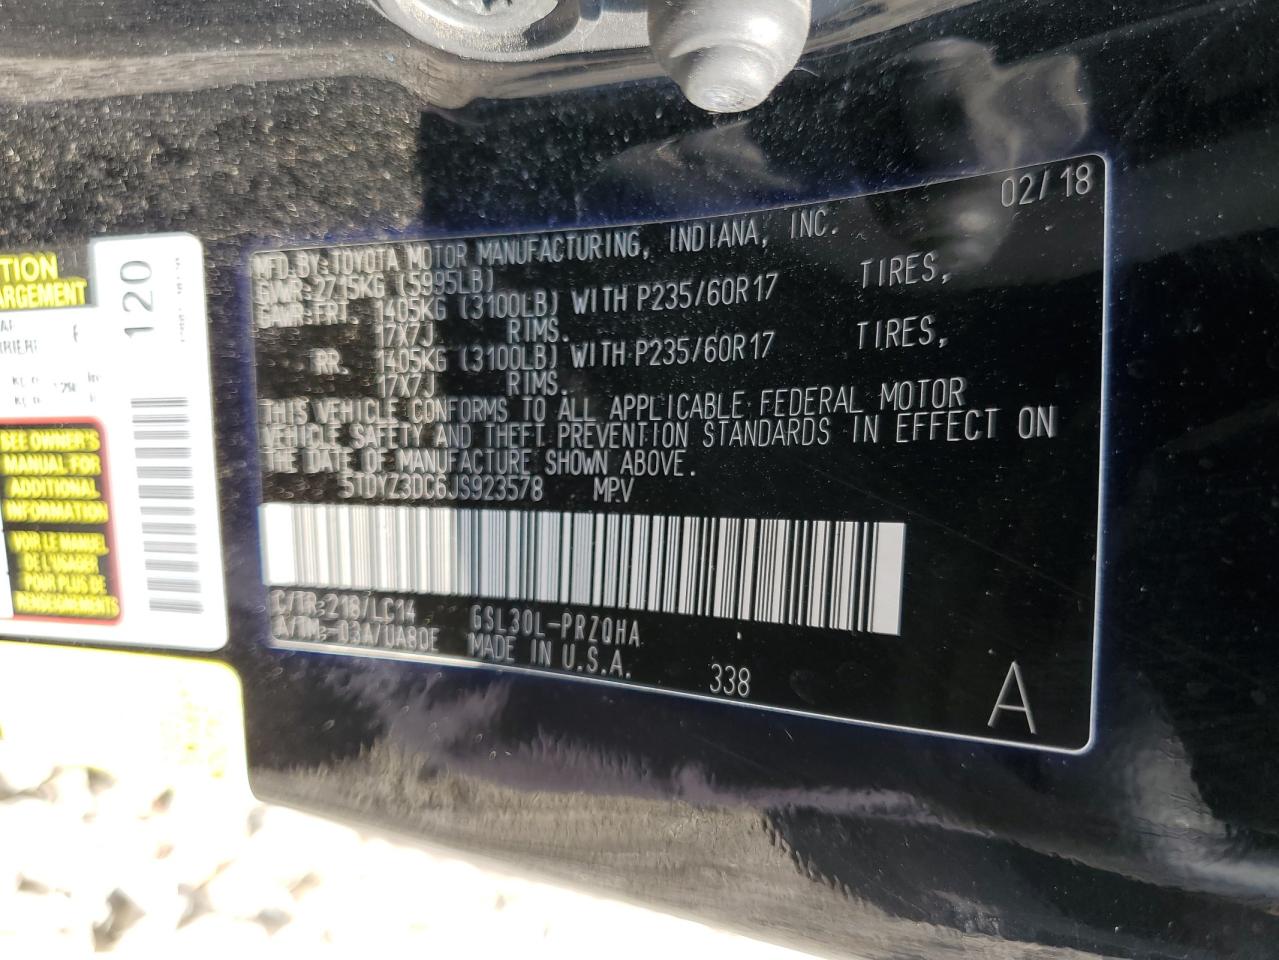 02/18
MFD.BY:TOYOTA MOTOR MANUFACTURING, INDIANA, INC.
GVWR:2715KG (5995LB)
GAWR:FRT. 1405KG (3100LB) WITH P235/60R17 TIRES,
17X7J RIMS.
RR. 1405KG (3100LB) WITH P235/60R17 TIRES,
17X7J RIMS.
THIS VEHICLE CONFORMS TO ALL APPLICABLE FEDERAL MOTOR
VEHICLE SAFETY AND THEFT PREVENTION STANDARDS IN EFFECT ON
THE DATE OF MANUFACTURE SHOWN ABOVE.
5TDYZ3DC6JS923578 MPV
C/TR:218/LC14 GSL30L-PRZQHA
A/TM:-03A/UA80E MADE IN U.S.A.
338
A
120
SEE OWNER'S
MANUAL FOR
ADDITIONAL
INFORMATION
VOIR LE MANUEL
DE L'USAGER
POUR PLUS DE
RENSEIGNEMENTS